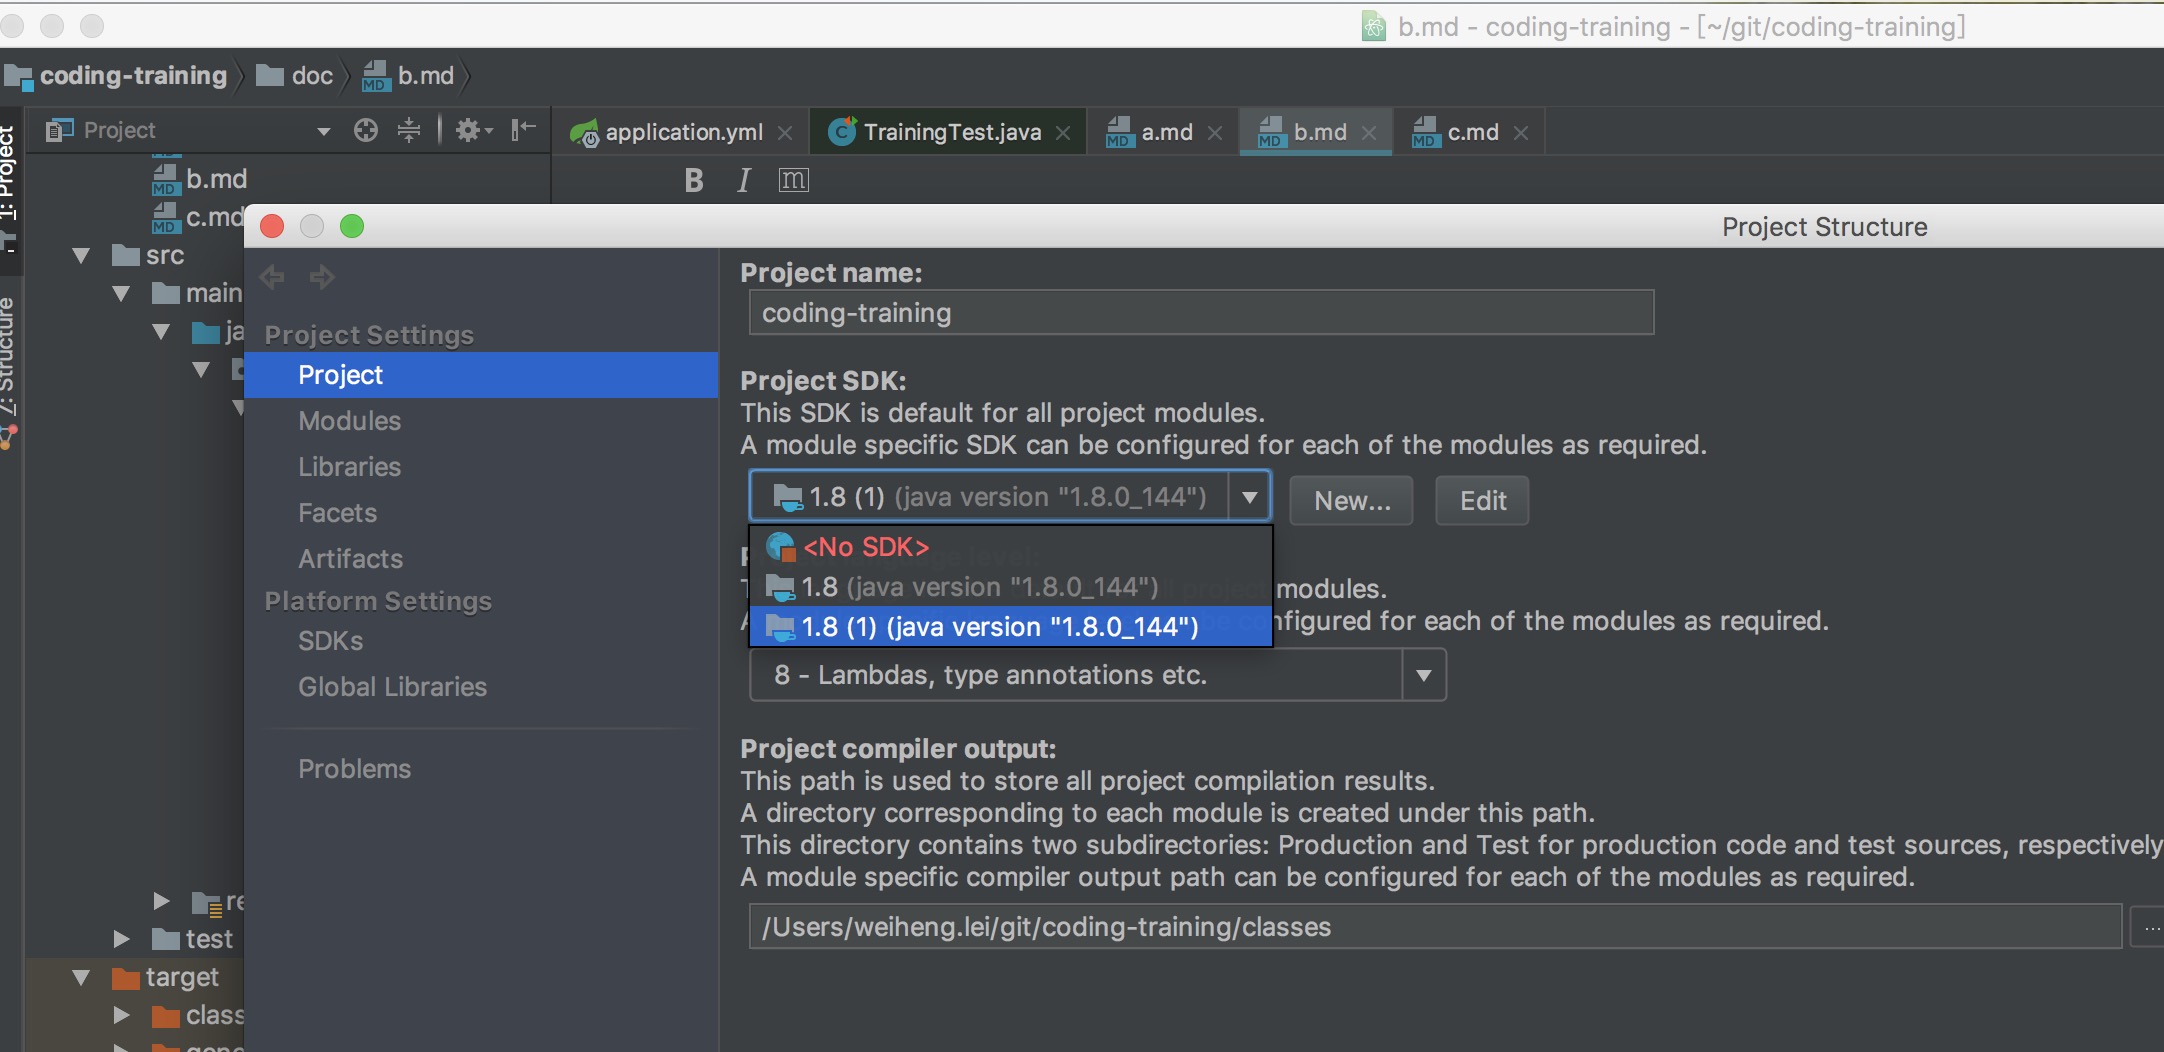 b.md - coding-training - [~/git/coding-training]
coding-training
doc
MD b.md
Project
application.yml
C TrainingTest.java
MD a.md
MD b.md
MD c.md
1: Project
MD b.md
B I m
MD c.md
Project Structure
src
main
Z: Structure
Project Settings
Project
Modules
Libraries
Facets
Artifacts
Platform Settings
SDKs
Global Libraries
Problems
test
target
Project name:
coding-training
Project SDK:
This SDK is default for all project modules.
A module specific SDK can be configured for each of the modules as required.
1.8 (1) (java version "1.8.0_144")
New...
Edit
<No SDK>
1.8 (java version "1.8.0_144")
1.8 (1) (java version "1.8.0_144")
modules.
nfigured for each of the modules as required.
8 - Lambdas, type annotations etc.
Project compiler output:
This path is used to store all project compilation results.
A directory corresponding to each module is created under this path.
This directory contains two subdirectories: Production and Test for production code and test sources, respectively
A module specific compiler output path can be configured for each of the modules as required.
/Users/weiheng.lei/git/coding-training/classes
...